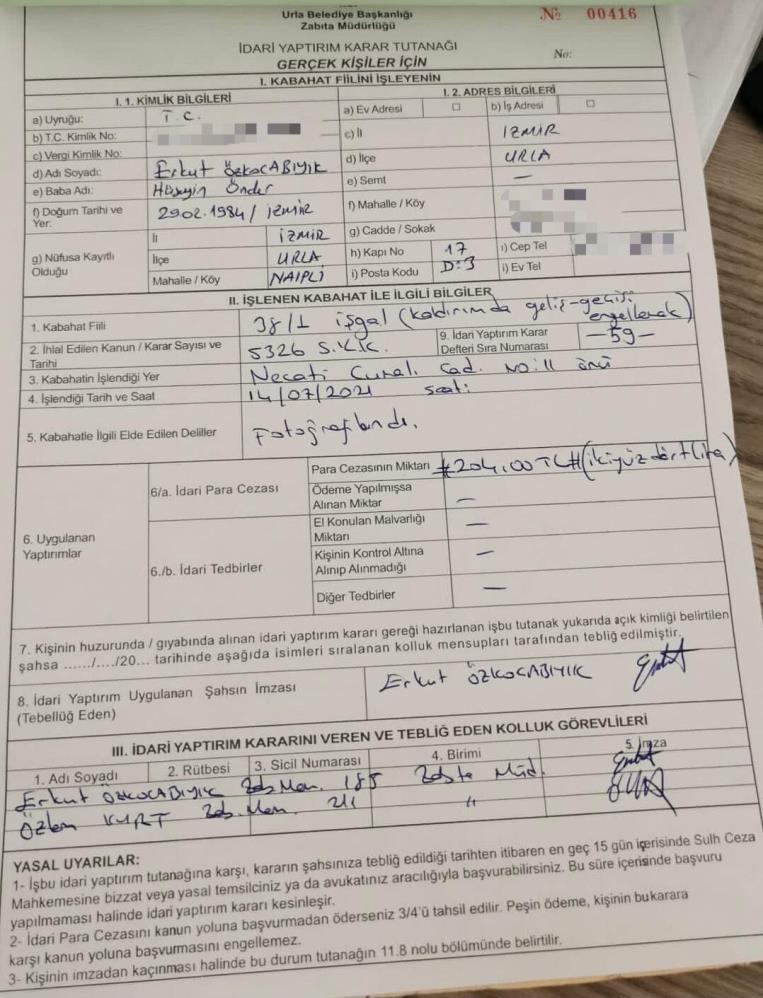 Urla Belediye Başkanlığı
Zabıta Müdürlüğü
№ 00416
İDARİ YAPTIRIM KARAR TUTANAĞI
GERÇEK KİŞİLER İÇİN
No:
I. KABAHAT FİİLİNİ İŞLEYENİN
I. 1. KİMLİK BİLGİLERİ
I. 2. ADRES BİLGİLERİ
a) Uyruğu: T.C.
a) Ev Adresi □ b) İş Adresi □
b) T.C. Kimlik No:
c) İl İZMİR
c) Vergi Kimlik No:
d) İlçe URLA
d) Adı Soyadı: Erkut ÖZKOCABIYIK
e) Semt —
e) Baba Adı: Hüseyin Önder
f) Mahalle / Köy
f) Doğum Tarihi ve Yer: 29.02.1984 / İZMİR
g) Cadde / Sokak
g) Nüfusa Kayıtlı Olduğu
İl İZMİR
h) Kapı No 17 ı) Cep Tel
İlçe URLA
i) Posta Kodu D:3 i) Ev Tel
Mahalle / Köy NAIPLİ
II. İŞLENEN KABAHAT İLE İLGİLİ BİLGİLER
1. Kabahat Fiili 38/1 işgal (kaldırımda geliş-geçişi engellemek)
2. İhlal Edilen Kanun / Karar Sayısı ve Tarihi 5326 S.K.K.
9. İdari Yaptırım Karar Defteri Sıra Numarası —59—
3. Kabahatin İşlendiği Yer Necati Cad. NO:11 önü
4. İşlendiği Tarih ve Saat 14/07/2021 saat:
5. Kabahatle İlgili Elde Edilen Deliller Fotoğraflandı.
6. Uygulanan Yaptırımlar
6/a. İdari Para Cezası
Para Cezasının Miktarı #204,00TL#(ikiyüzdörtlira)
Ödeme Yapılmışsa Alınan Miktar —
6./b. İdari Tedbirler
El Konulan Malvarlığı Miktarı —
Kişinin Kontrol Altına Alınıp Alınmadığı —
Diğer Tedbirler —
7. Kişinin huzurunda / gıyabında alınan idari yaptırım kararı gereği hazırlanan işbu tutanak yukarıda açık kimliği belirtilen
şahsa ....../..../20... tarihinde aşağıda isimleri sıralanan kolluk mensupları tarafından tebliğ edilmiştir.
8. İdari Yaptırım Uygulanan Şahsın İmzası
(Tebellüğ Eden)
Erkut ÖZKOCABIYIK
III. İDARİ YAPTIRIM KARARINI VEREN VE TEBLİĞ EDEN KOLLUK GÖREVLİLERİ
1. Adı Soyadı 2. Rütbesi 3. Sicil Numarası 4. Birimi 5. İmza
Erkut ÖZKOCABIYIK Zab.Mem. 185 Zabıta Müd.
Özlem KURT Zab.Mem. 211 "
YASAL UYARILAR:
1- İşbu idari yaptırım tutanağına karşı, kararın şahsınıza tebliğ edildiği tarihten itibaren en geç 15 gün içerisinde Sulh Ceza
Mahkemesine bizzat veya yasal temsilciniz ya da avukatınız aracılığıyla başvurabilirsiniz. Bu süre içerisinde başvuru
yapılmaması halinde idari yaptırım kararı kesinleşir.
2- İdari Para Cezasını kanun yoluna başvurmadan öderseniz 3/4'ü tahsil edilir. Peşin ödeme, kişinin bu karara
karşı kanun yoluna başvurmasını engellemez.
3- Kişinin imzadan kaçınması halinde bu durum tutanağın 11.8 nolu bölümünde belirtilir.